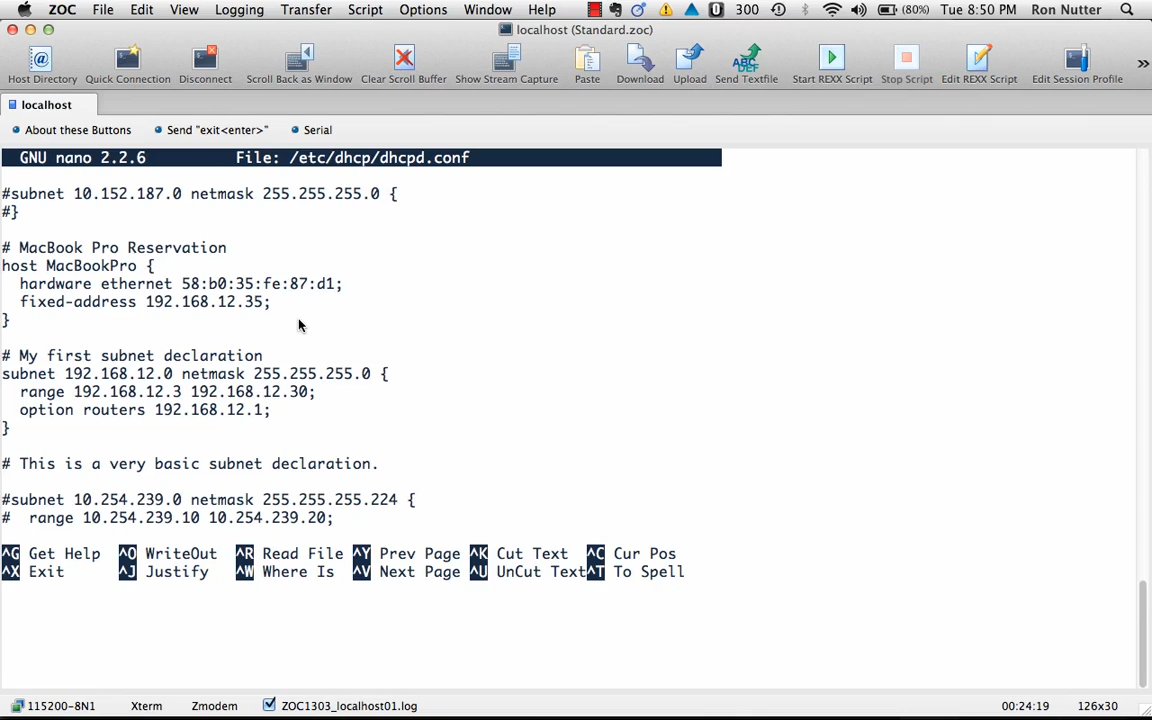 ZOC File Edit View Logging Transfer Script Options Window Help 300 (80%) Tue 8:50 PM Ron Nutter
localhost (Standard.zoc)
Host Directory Quick Connection Disconnect Scroll Back as Window Clear Scroll Buffer Show Stream Capture Paste Download Upload Send Textfile Start REXX Script Stop Script Edit REXX Script Edit Session Profile
localhost
About these Buttons Send "exit<enter>" Serial
GNU nano 2.2.6 File: /etc/dhcp/dhcpd.conf
#subnet 10.152.187.0 netmask 255.255.255.0 {
#}
# MacBook Pro Reservation
host MacBookPro {
hardware ethernet 58:b0:35:fe:87:d1;
fixed-address 192.168.12.35;
}
# My first subnet declaration
subnet 192.168.12.0 netmask 255.255.255.0 {
range 192.168.12.3 192.168.12.30;
option routers 192.168.12.1;
}
# This is a very basic subnet declaration.
#subnet 10.254.239.0 netmask 255.255.255.224 {
#  range 10.254.239.10 10.254.239.20;
^G Get Help ^O WriteOut ^R Read File ^Y Prev Page ^K Cut Text ^C Cur Pos
^X Exit ^J Justify ^W Where Is ^V Next Page ^U UnCut Text ^T To Spell
115200-8N1 Xterm Zmodem ZOC1303_localhost01.log 00:24:19 126x30